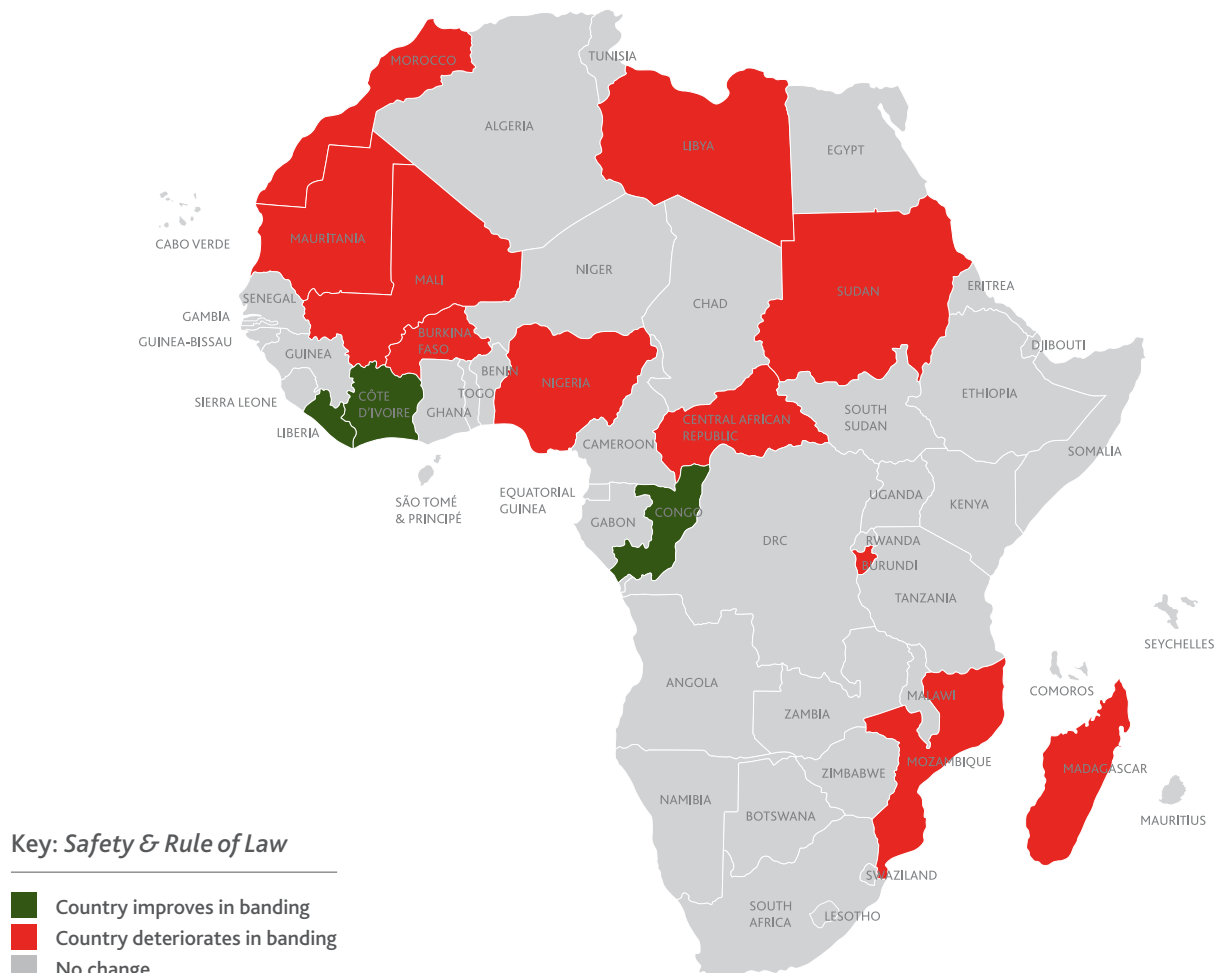 TUNISIA
MOROCCO
ALGERIA
LIBYA
EGYPT
CABO VERDE
MAURITANIA
MALI
NIGER
CHAD
SUDAN
ERITREA
SENEGAL
GAMBIA
GUINEA-BISSAU
GUINEA
BURKINA
FASO
DJIBOUTI
BENIN
NIGERIA
TOGO
GHANA
CÔTE
D'IVOIRE
SIERRA LEONE
LIBERIA
CENTRAL AFRICAN
REPUBLIC
SOUTH
SUDAN
ETHIOPIA
SOMALIA
CAMEROON
SÃO TOMÉ
& PRINCIPÉ
EQUATORIAL
GUINEA
GABON
CONGO
DRC
UGANDA
KENYA
RWANDA
BURUNDI
TANZANIA
SEYCHELLES
COMOROS
ANGOLA
ZAMBIA
MALAWI
MOZAMBIQUE
MADAGASCAR
MAURITIUS
ZIMBABWE
NAMIBIA
BOTSWANA
SWAZILAND
SOUTH
AFRICA
LESOTHO
Key: Safety & Rule of Law
Country improves in banding
Country deteriorates in banding
No change